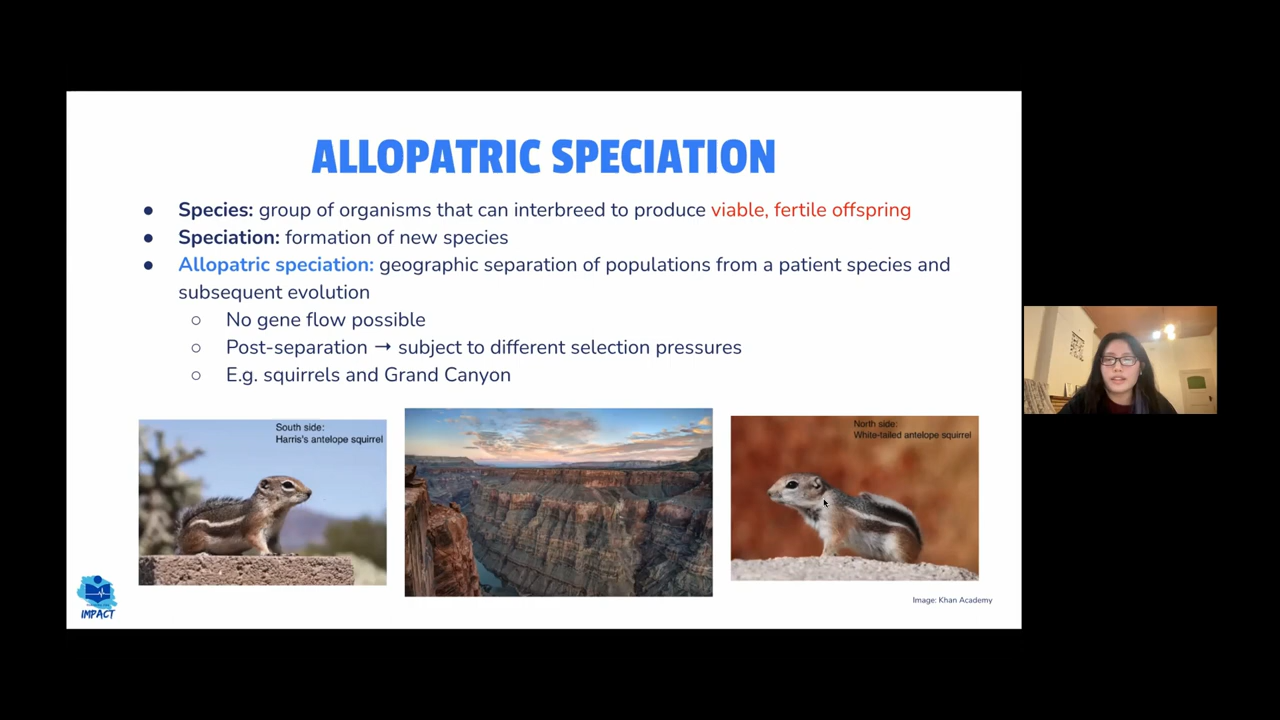 ALLOPATRIC SPECIATION
● Species: group of organisms that can interbreed to produce viable, fertile offspring
● Speciation: formation of new species
● Allopatric speciation: geographic separation of populations from a patient species and
subsequent evolution
○ No gene flow possible
○ Post-separation → subject to different selection pressures
○ E.g. squirrels and Grand Canyon
South side:
Harris's antelope squirrel
North side:
White-tailed antelope squirrel
Image: Khan Academy
IMPACT